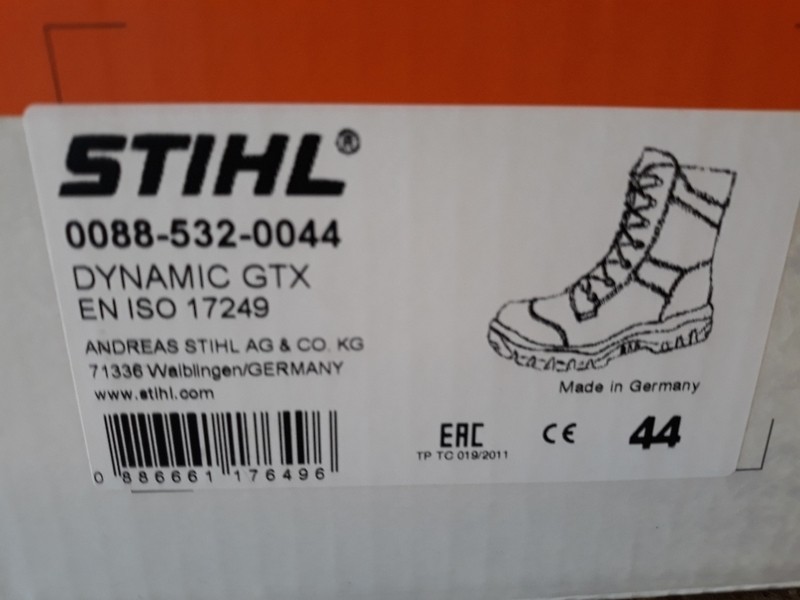 STIHL®
0088-532-0044
DYNAMIC GTX
EN ISO 17249
ANDREAS STIHL AG & CO. KG
71336 Waiblingen/GERMANY
www.stihl.com
0 886661 176496
Made in Germany
EAC CE 44
TP TC 019/2011